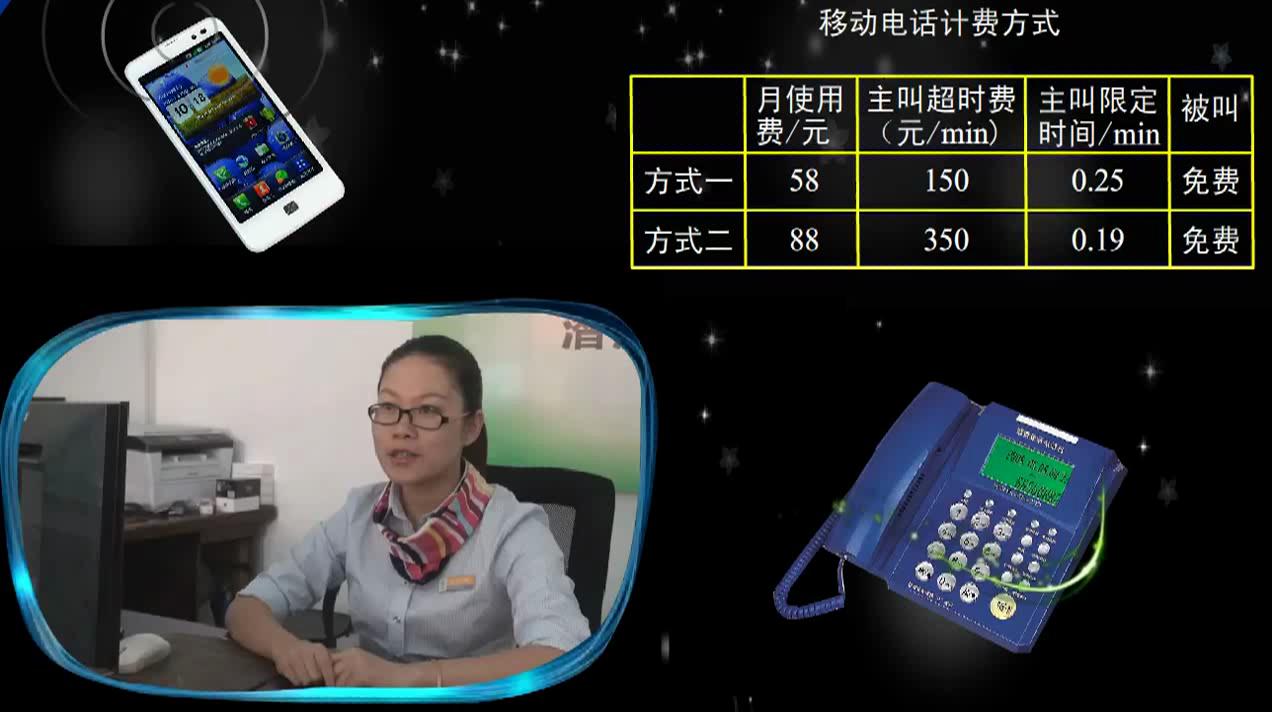 移动电话计费方式
月使用费/元 主叫超时费（元/min) 主叫限定时间/min 被叫
方式一 58 150 0.25 免费
方式二 88 350 0.19 免费
10 18